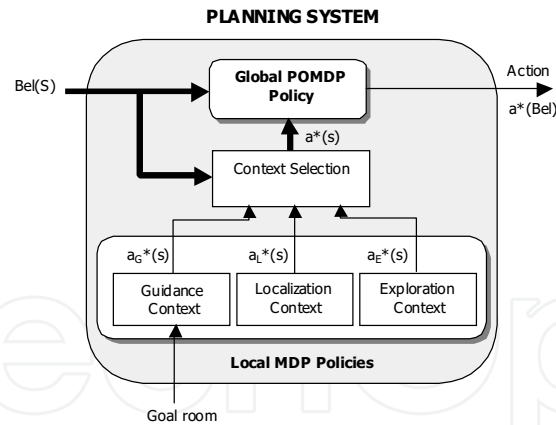 PLANNING SYSTEM
Bel(S)
Global POMDP
Policy
Action
a*(Bel)
a*(s)
Context Selection
aG*(s)
aL*(s)
aE*(s)
Guidance
Context
Localization
Context
Exploration
Context
Local MDP Policies
Goal room